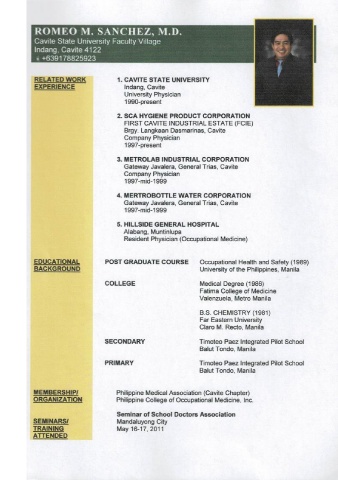 ROMEO M. SANCHEZ, M.D.
Cavite State University Faculty Village
Indang, Cavite 4122
+639178825923
RELATED WORK
EXPERIENCE
1. CAVITE STATE UNIVERSITY
Indang, Cavite
University Physician
1990-present
2. SCA HYGIENE PRODUCT CORPORATION
FIRST CAVITE INDUSTRIAL ESTATE (FCIE)
Brgy. Langkaan Dasmarinas, Cavite
Company Physician
1997-present
3. METROLAB INDUSTRIAL CORPORATION
Gateway Javalera, General Trias, Cavite
Company Physician
1997-mid-1999
4. MERTROBOTTLE WATER CORPORATION
Gateway Javalera, General Trias, Cavite
1997-mid-1999
5. HILLSIDE GENERAL HOSPITAL
Alabang, Muntinlupa
Resident Physician (Occupational Medicine)
EDUCATIONAL
BACKGROUND
POST GRADUATE COURSE Occupational Health and Safety (1989)
University of the Philippines, Manila
COLLEGE Medical Degree (1986)
Fatima College of Medicine
Valenzuela, Metro Manila
B.S. CHEMISTRY (1981)
Far Eastern University
Claro M. Recto, Manila
SECONDARY Timoteo Paez Integrated Pilot School
Balut Tondo, Manila
PRIMARY Timoteo Paez Integrated Pilot School
Balut Tondo, Manila
MEMBERSHIP/
ORGANIZATION
Philippine Medical Association (Cavite Chapter)
Philippine College of Occupational Medicine, Inc.
SEMINARS/
TRAINING
ATTENDED
Seminar of School Doctors Association
Mandaluyong City
May 16-17, 2011